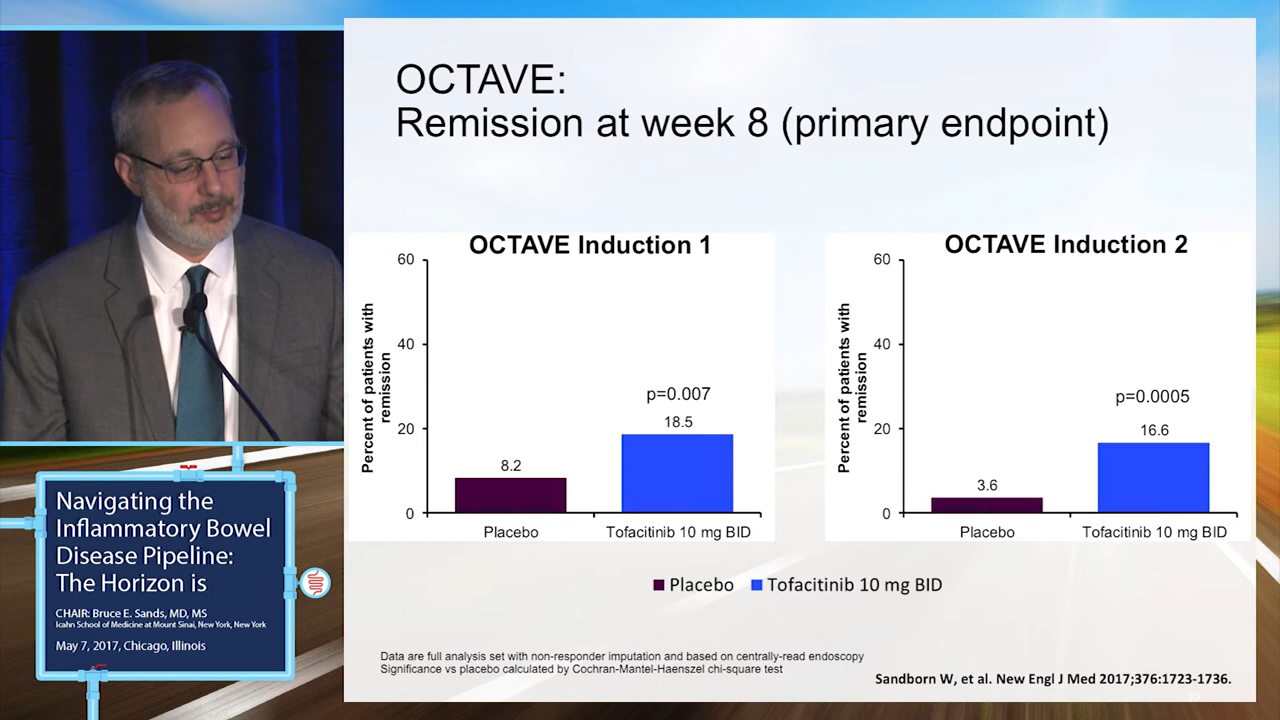 OCTAVE:
Remission at week 8 (primary endpoint)
OCTAVE Induction 1
Percent of patients with
remission
60
40
20
0
p=0.007
8.2
18.5
Placebo
Tofacitinib 10 mg BID
OCTAVE Induction 2
Percent of patients with
remission
60
40
20
0
p=0.0005
3.6
16.6
Placebo
Tofacitinib 10 mg BID
Placebo Tofacitinib 10 mg BID
Data are full analysis set with non-responder imputation and based on centrally-read endoscopy
Significance vs placebo calculated by Cochran-Mantel-Haenszel chi-square test
Sandborn W, et al. New Engl J Med 2017;376:1723-1736.
Navigating the
Inflammatory Bowel
Disease Pipeline:
The Horizon is
CHAIR: Bruce E. Sands, MD, MS
Icahn School of Medicine at Mount Sinai, New York, New York
May 7, 2017, Chicago, Illinois